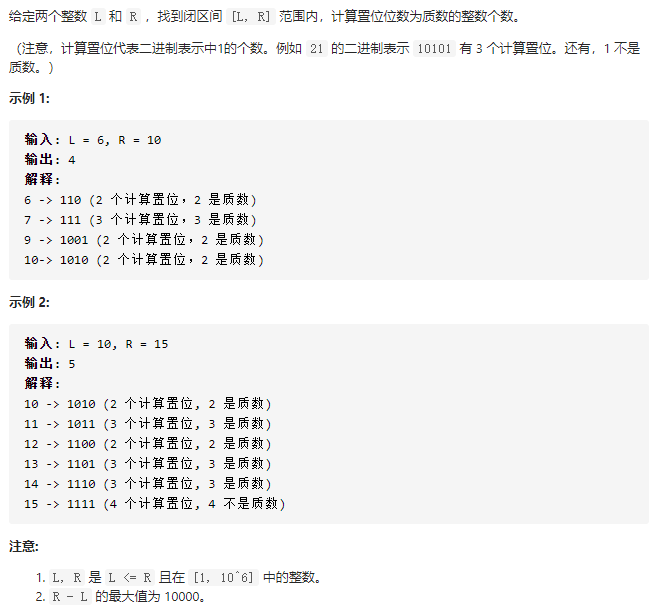 给定两个整数 L 和 R ，找到闭区间 [L, R] 范围内，计算置位位数为质数的整数个数。
（注意，计算置位代表二进制表示中1的个数。例如 21 的二进制表示 10101 有 3 个计算置位。还有，1 不是
质数。）
示例 1:
输入: L = 6, R = 10
输出: 4
解释:
6 -> 110 (2 个计算置位，2 是质数)
7 -> 111 (3 个计算置位，3 是质数)
9 -> 1001 (2 个计算置位，2 是质数)
10-> 1010 (2 个计算置位，2 是质数)
示例 2:
输入: L = 10, R = 15
输出: 5
解释:
10 -> 1010 (2 个计算置位, 2 是质数)
11 -> 1011 (3 个计算置位, 3 是质数)
12 -> 1100 (2 个计算置位, 2 是质数)
13 -> 1101 (3 个计算置位, 3 是质数)
14 -> 1110 (3 个计算置位, 3 是质数)
15 -> 1111 (4 个计算置位, 4 不是质数)
注意:
1. L, R 是 L <= R 且在 [1, 10^6] 中的整数。
2. R - L 的最大值为 10000。